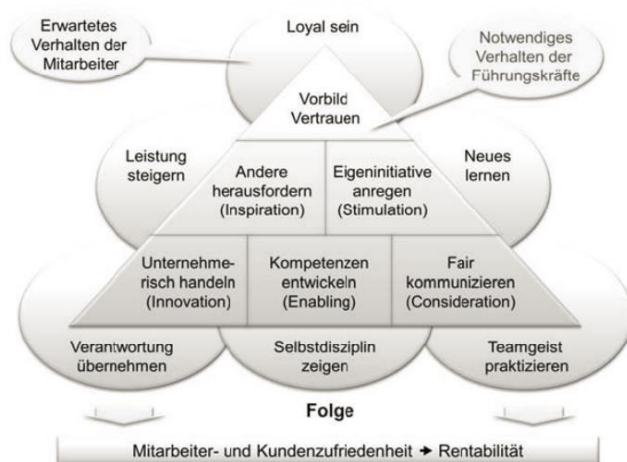 Erwartetes
Verhalten der
Mitarbeiter
Loyal sein
Notwendiges
Verhalten der
Führungskräfte
Vorbild
Vertrauen
Leistung
steigern
Andere
herausfordern
(Inspiration)
Eigeninitiative
anregen
(Stimulation)
Neues
lernen
Unternehme-
risch handeln
(Innovation)
Kompetenzen
entwickeln
(Enabling)
Fair
kommunizieren
(Consideration)
Verantwortung
übernehmen
Selbstdisziplin
zeigen
Teamgeist
praktizieren
Folge
Mitarbeiter- und Kundenzufriedenheit ➔ Rentabilität